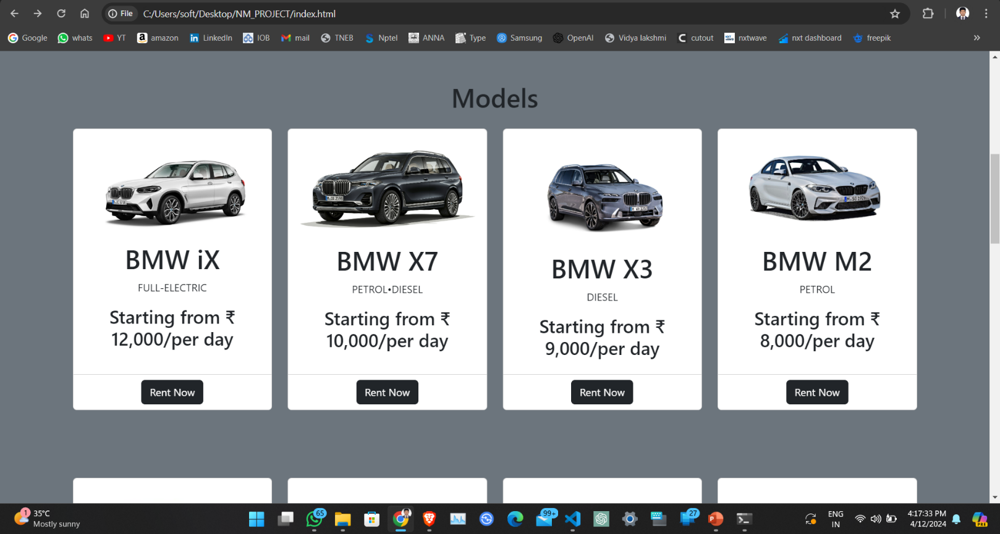 File C:/Users/soft/Desktop/NM_PROJECT/index.html
Google whats YT amazon LinkedIn IOB mail TNEB Nptel ANNA Type Samsung OpenAI Vidya lakshmi cutout nxtwave nxt dashboard freepik »
Models
BMW iX
FULL-ELECTRIC
Starting from ₹
12,000/per day
Rent Now
BMW X7
PETROL•DIESEL
Starting from ₹
10,000/per day
Rent Now
BMW X3
DIESEL
Starting from ₹
9,000/per day
Rent Now
BMW M2
PETROL
Starting from ₹
8,000/per day
Rent Now
1
35°C
Mostly sunny
65
99+
27
ENG
IN
4:17:33 PM
4/12/2024
PRE